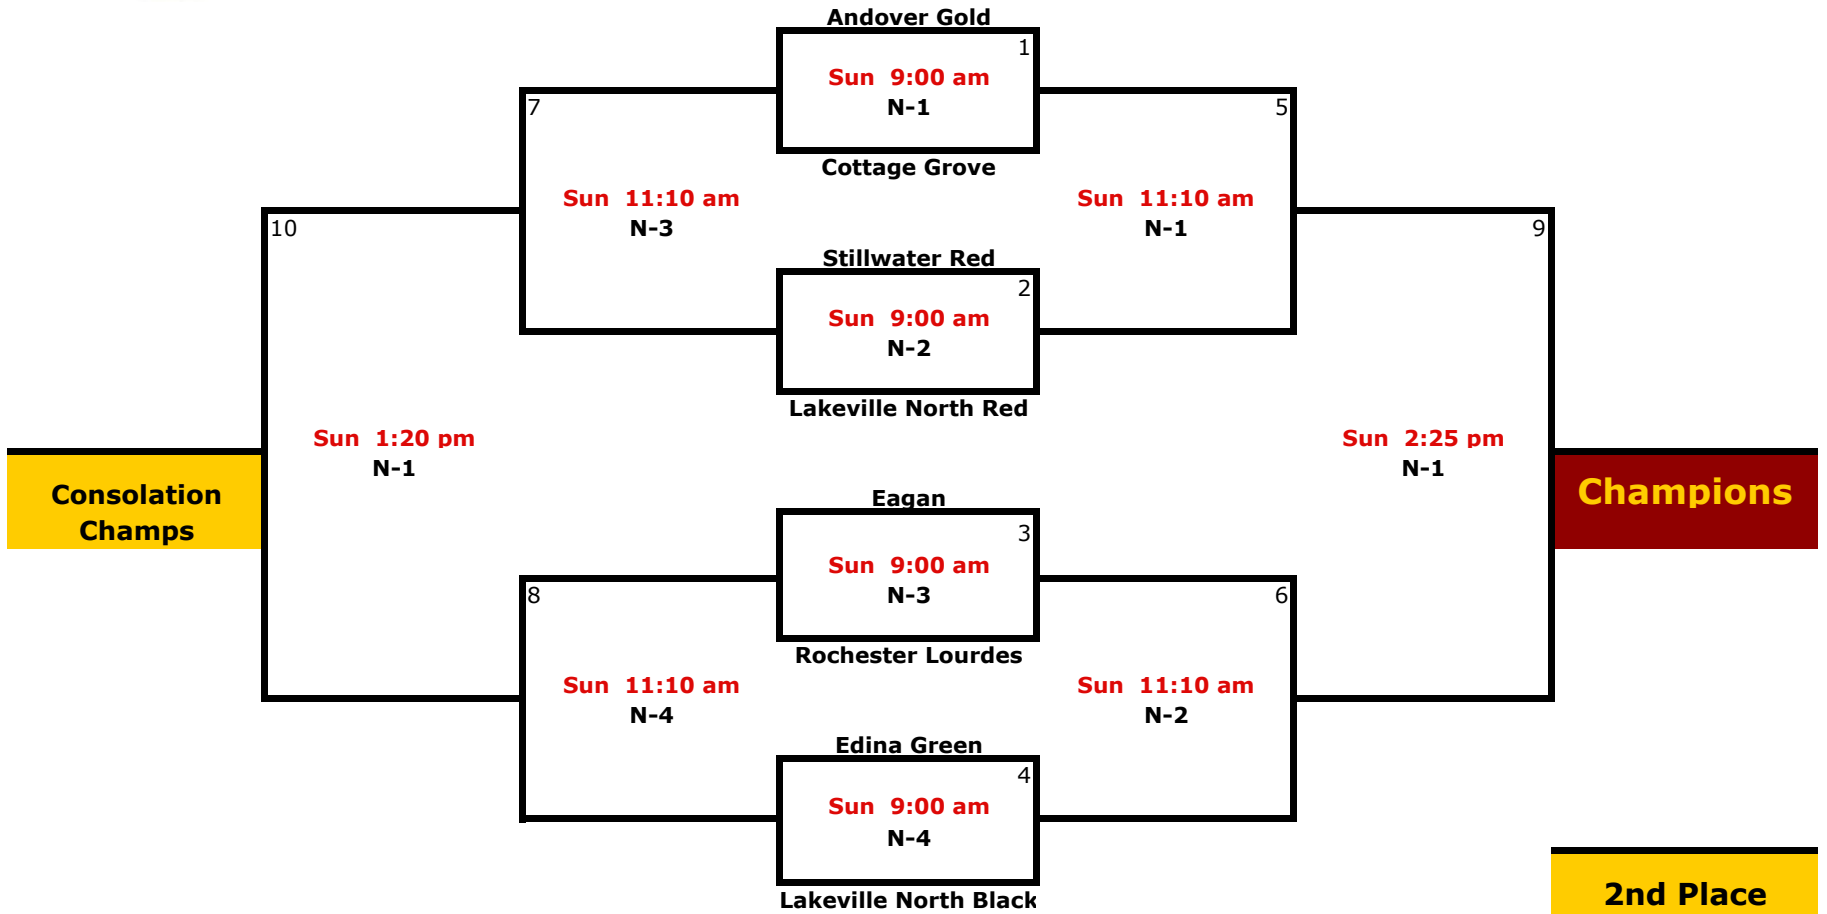 Andover Gold
1
Sun 9:00 am
N-1
7
5
Cottage Grove
Sun 11:10 am
N-3
Sun 11:10 am
N-1
10
9
Stillwater Red
2
Sun 9:00 am
N-2
Lakeville North Red
Sun 1:20 pm
N-1
Sun 2:25 pm
N-1
Consolation
Champs
Champions
Eagan
3
Sun 9:00 am
N-3
8
6
Rochester Lourdes
Sun 11:10 am
N-4
Sun 11:10 am
N-2
Edina Green
4
Sun 9:00 am
N-4
Lakeville North Black
2nd Place